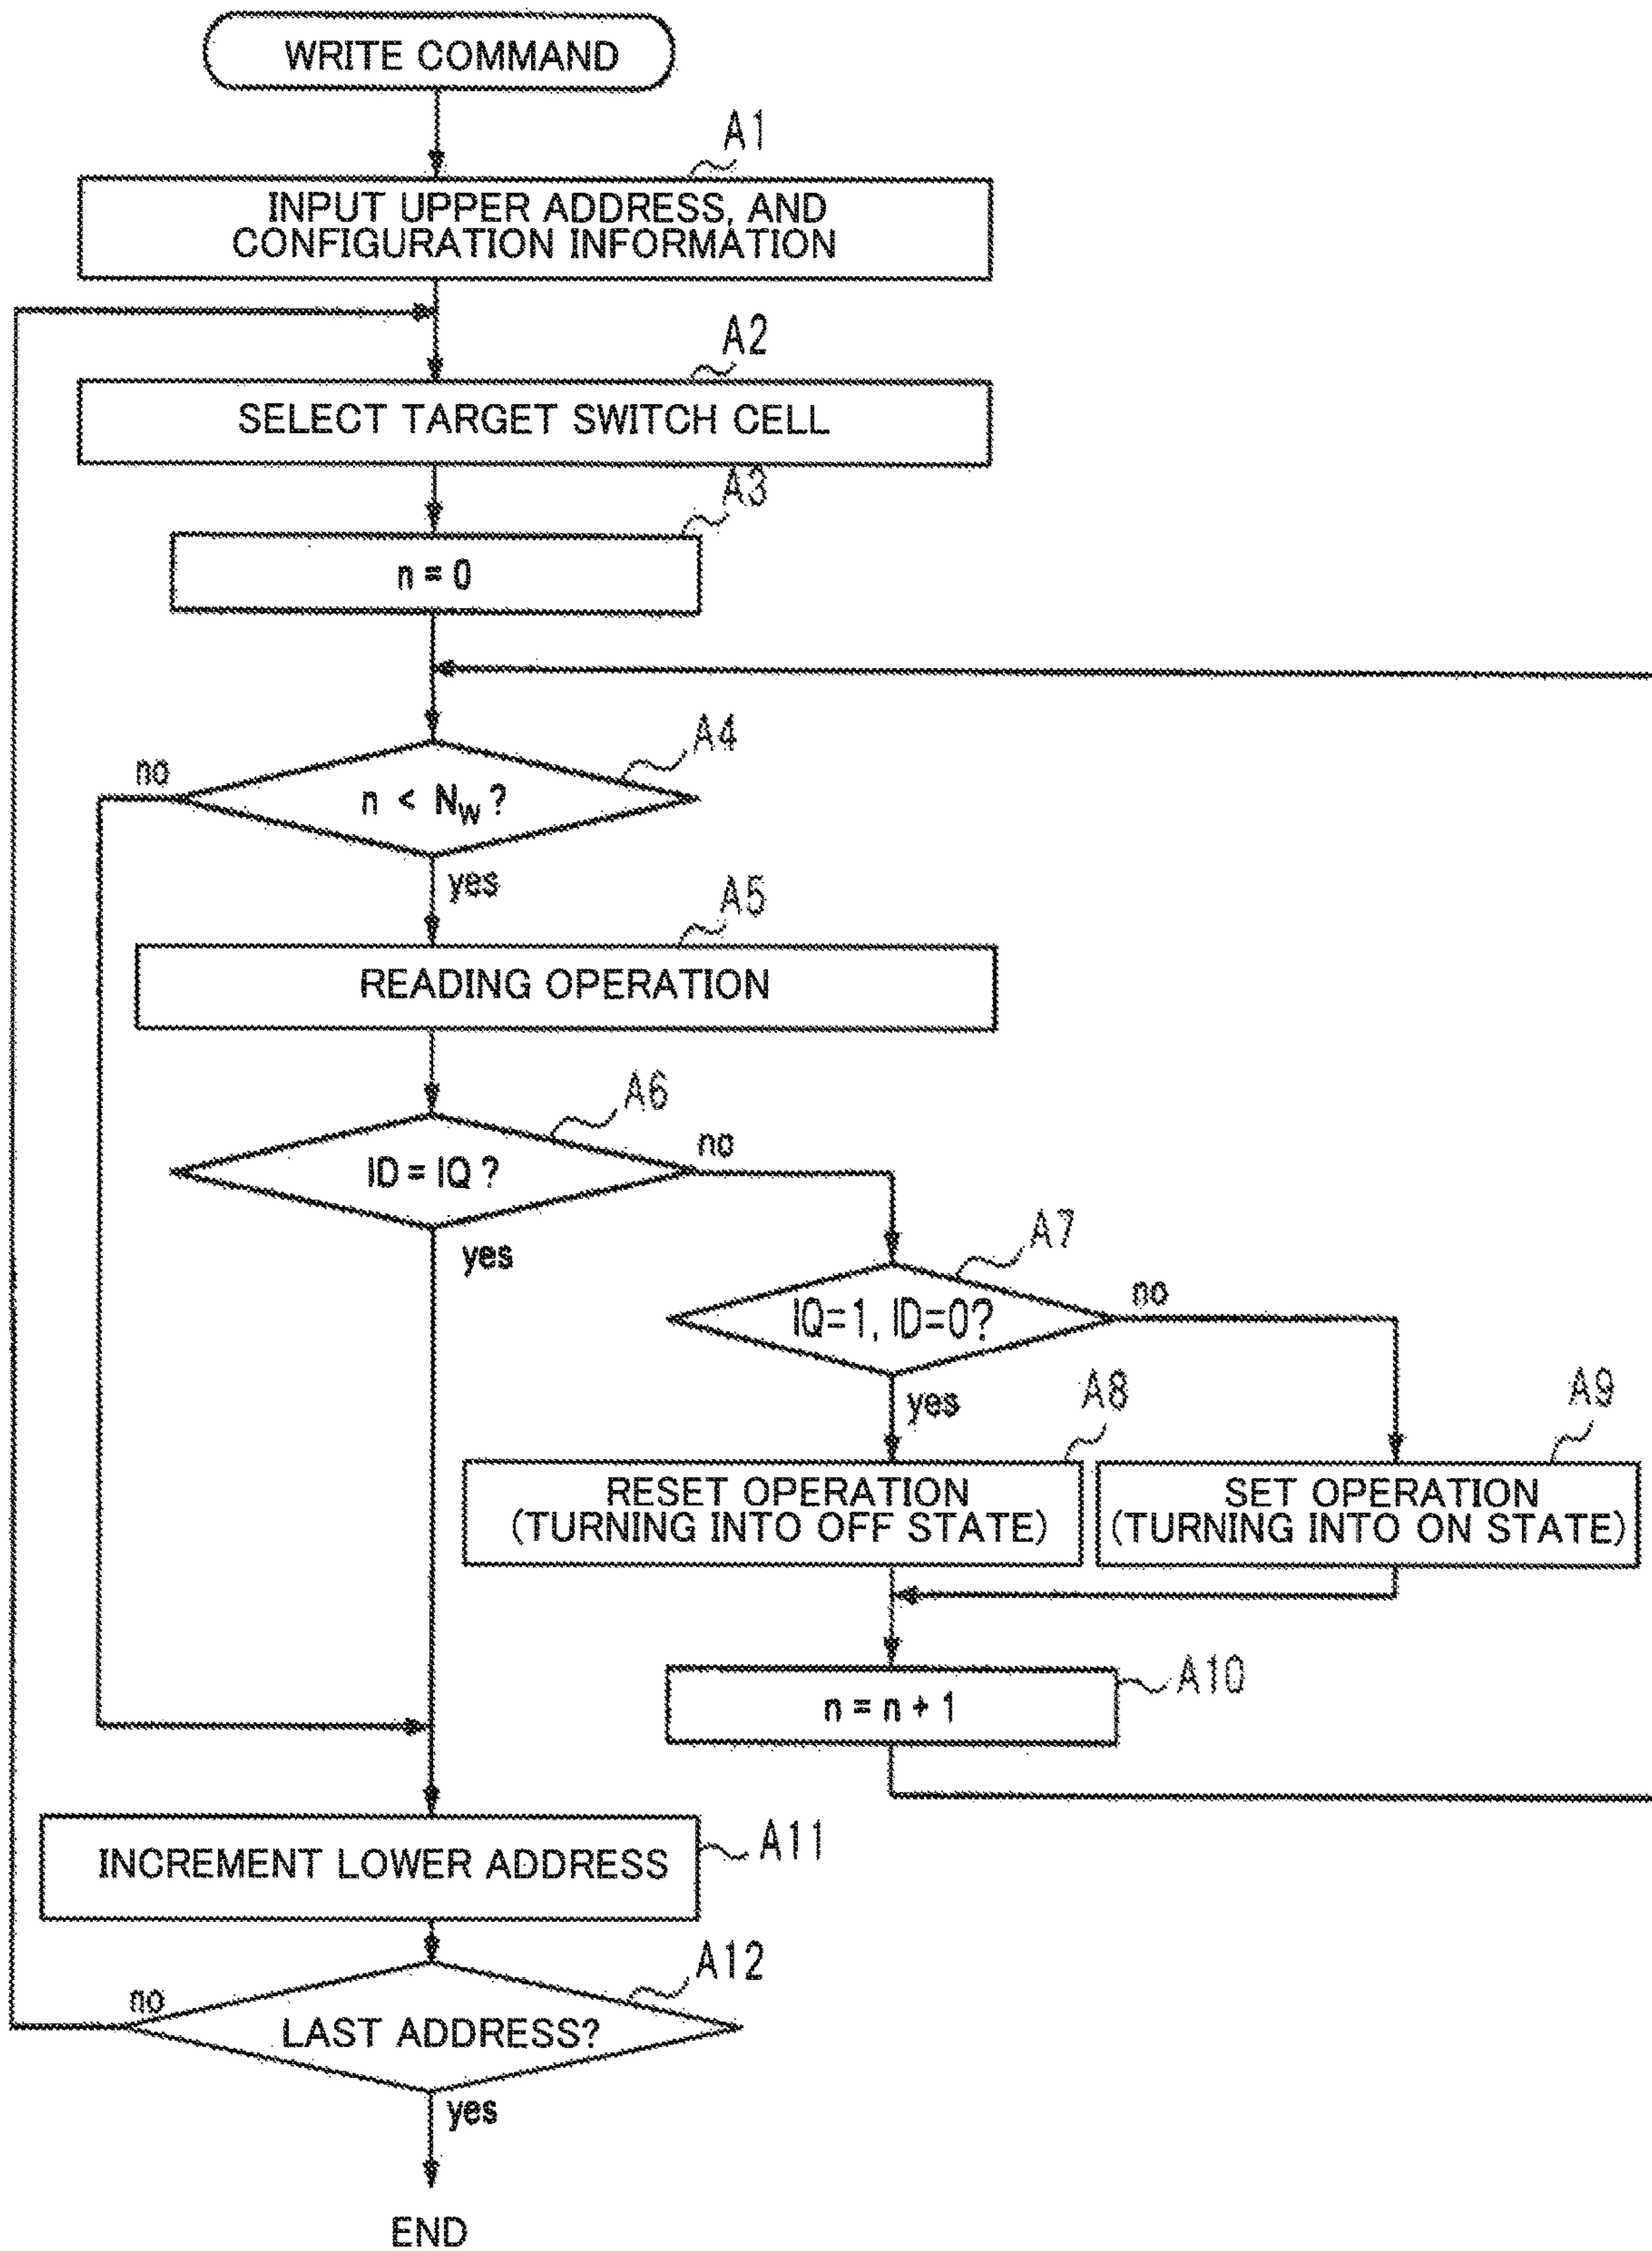 WRITE COMMAND
A1
INPUT UPPER ADDRESS, AND
CONFIGURATION INFORMATION
A2
SELECT TARGET SWITCH CELL
A3
n = 0
A4
no
n < NW ?
yes
A5
READING OPERATION
A6
ID = IQ ?
no
yes
A7
IQ=1, ID=0?
no
yes
A8
A9
RESET OPERATION
(TURNING INTO OFF STATE)
SET OPERATION
(TURNING INTO ON STATE)
A10
n = n + 1
A11
INCREMENT LOWER ADDRESS
A12
no
LAST ADDRESS?
yes
END